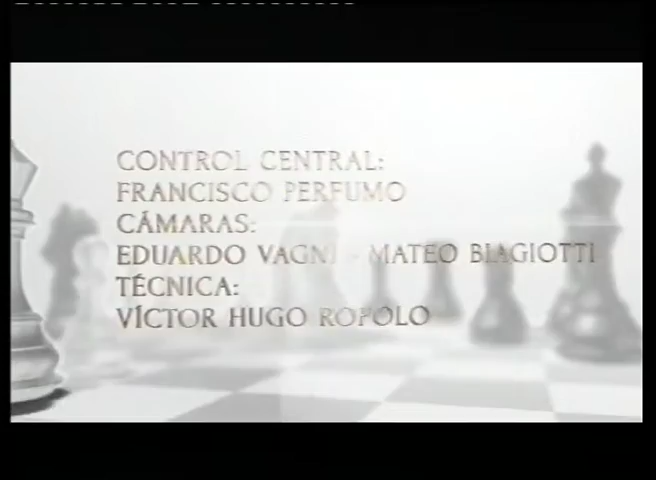 CONTROL CENTRAL:
FRANCISCO PERFUMO
CÁMARAS:
EDUARDO VAGNI - MATEO BIAGIOTTI
TÉCNICA:
VÍCTOR HUGO ROPOLO